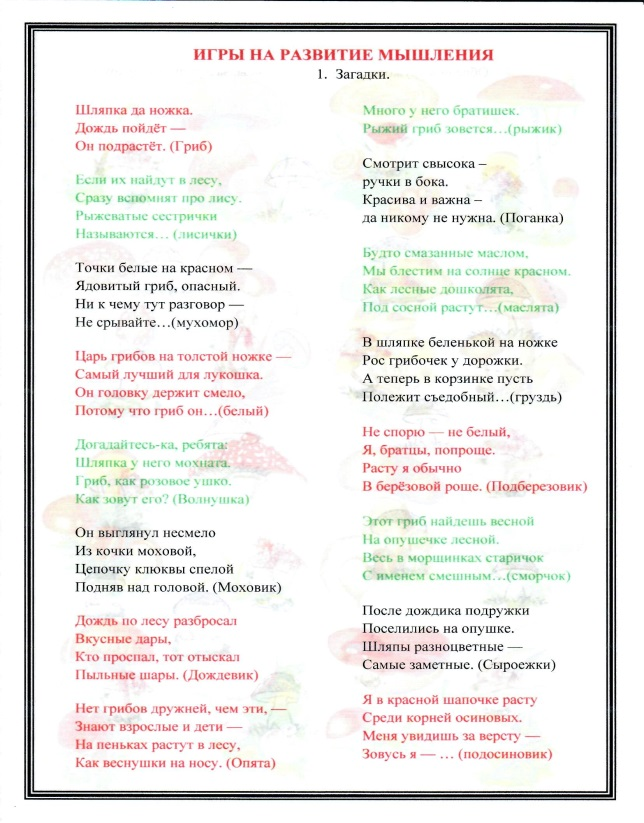 ИГРЫ НА РАЗВИТИЕ МЫШЛЕНИЯ
1. Загадки.
Шляпка да ножка.
Дождь пойдёт —
Он подрастёт. (Гриб)
Если их найдут в лесу,
Сразу вспомнят про лису.
Рыжеватые сестрички
Называются… (лисички)
Точки белые на красном —
Ядовитый гриб, опасный.
Ни к чему тут разговор —
Не срывайте…(мухомор)
Царь грибов на толстой ножке —
Самый лучший для лукошка.
Он головку держит смело,
Потому что гриб он…(белый)
Догадайтесь-ка, ребята:
Шляпка у него мохната.
Гриб, как розовое ушко.
Как зовут его? (Волнушка)
Он выглянул несмело
Из кочки моховой,
Цепочку клюквы спелой
Подняв над головой. (Моховик)
Дождь по лесу разбросал
Вкусные дары,
Кто проспал, тот отыскал
Пыльные шары. (Дождевик)
Нет грибов дружней, чем эти, —
Знают взрослые и дети —
На пеньках растут в лесу,
Как веснушки на носу. (Опята)
Много у него братишек.
Рыжий гриб зовется…(рыжик)
Смотрит свысока –
ручки в бока.
Красива и важна –
да никому не нужна. (Поганка)
Будто смазанные маслом,
Мы блестим на солнце красном.
Как лесные дошколята,
Под сосной растут…(маслята)
В шляпке беленькой на ножке
Рос грибочек у дорожки.
А теперь в корзинке пусть
Полежит съедобный…(груздь)
Не спорю — не белый,
Я, братцы, попроще.
Расту я обычно
В берёзовой роще. (Подберезовик)
Этот гриб найдешь весной
На опушечке лесной.
Весь в морщинках старичок
С именем смешным…(сморчок)
После дождика подружки
Поселились на опушке.
Шляпы разноцветные —
Самые заметные. (Сыроежки)
Я в красной шапочке расту
Среди корней осиновых.
Меня увидишь за версту —
Зовусь я — … (подосиновик)